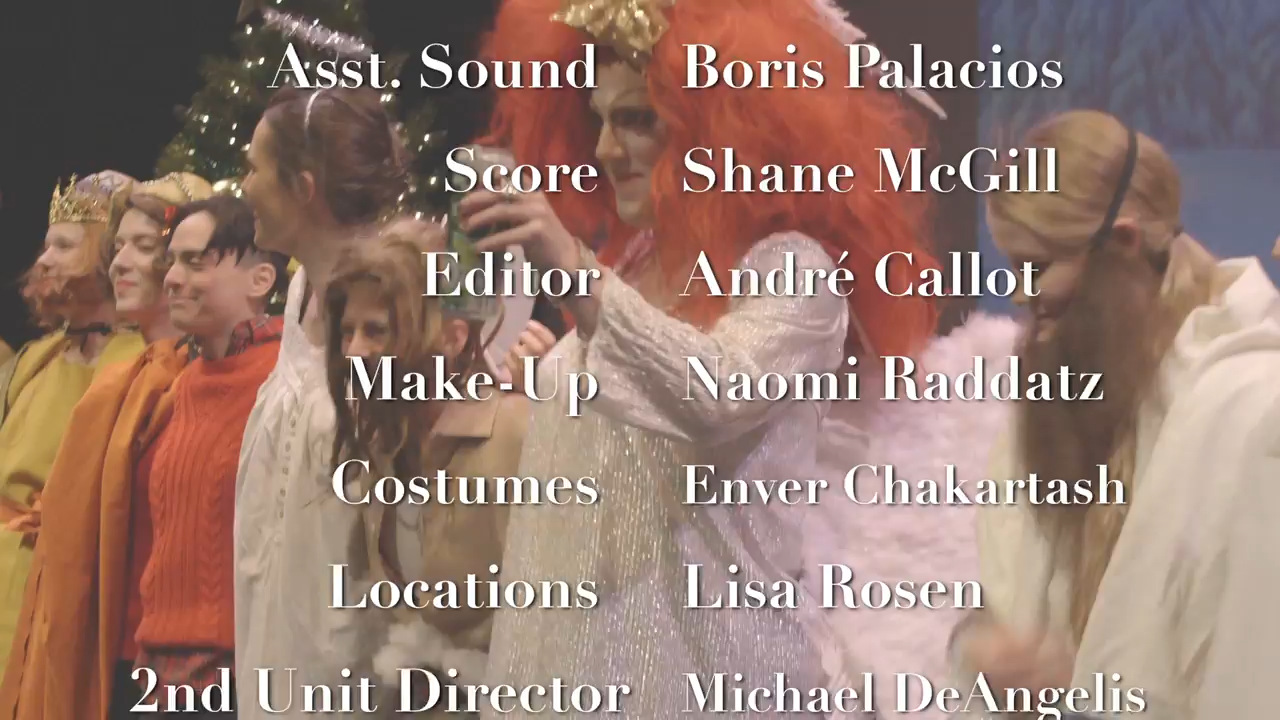 Asst. Sound Boris Palacios
Score Shane McGill
Editor André Callot
Make-Up Naomi Raddatz
Costumes Enver Chakartash
Locations Lisa Rosen
2nd Unit Director Michael DeAngelis